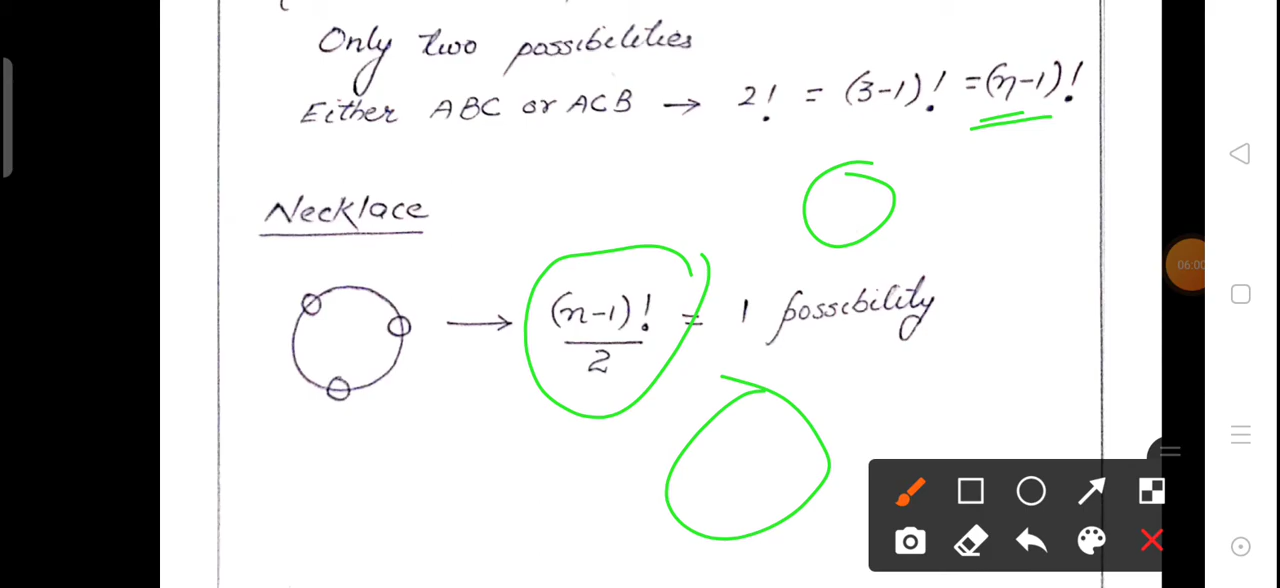 Only two possibilities
Either ABC or ACB → 2! = (3-1)! = (n-1)!
Necklace
→ (n-1)!/2 = 1 possibility
06:00